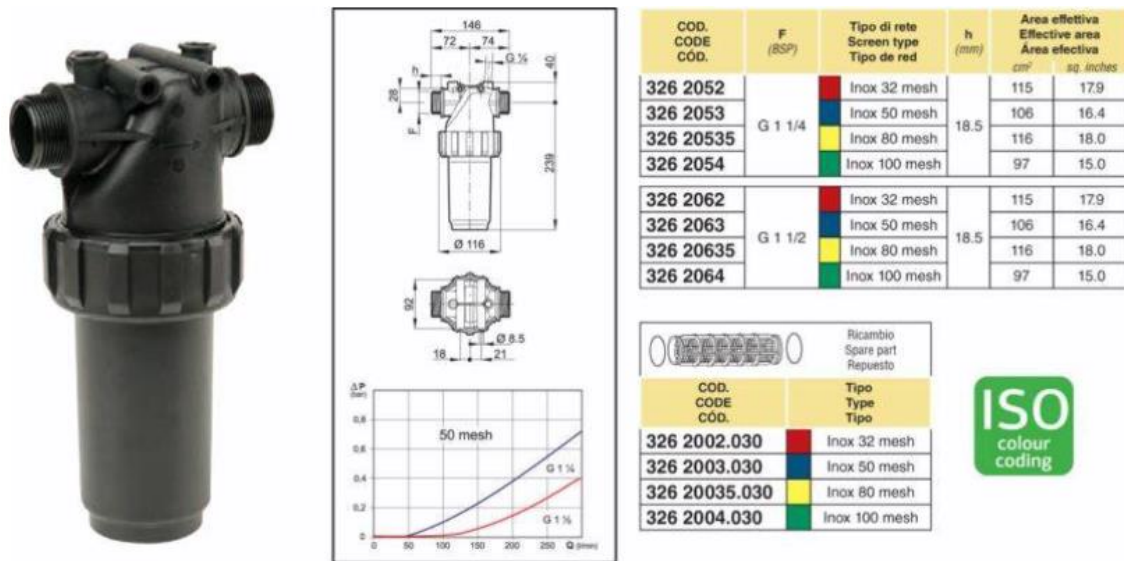 146
72 74
G ¼
h
40
28
F
239
Ø 116
92
Ø 8.5
18 21
Δ P
(bar)
0,8
0,6
0,4
0,2
0
50 mesh
G 1 ¼
G 1 ½
0 50 100 150 200 250 Q (l/min)
COD.
CODE
CÓD.
F
(BSP)
Tipo di rete
Screen type
Tipo de red
h
(mm)
Area effettiva
Effective area
Área efectiva
cm² sq. inches
326 2052 Inox 32 mesh 115 17.9
326 2053 Inox 50 mesh 106 16.4
G 1 1/4 18.5
326 20535 Inox 80 mesh 116 18.0
326 2054 Inox 100 mesh 97 15.0
326 2062 Inox 32 mesh 115 17.9
326 2063 Inox 50 mesh 106 16.4
G 1 1/2 18.5
326 20635 Inox 80 mesh 116 18.0
326 2064 Inox 100 mesh 97 15.0
Ricambio
Spare part
Repuesto
COD.
CODE
CÓD.
Tipo
Type
Tipo
326 2002.030 Inox 32 mesh
326 2003.030 Inox 50 mesh
326 20035.030 Inox 80 mesh
326 2004.030 Inox 100 mesh
ISO
colour
coding